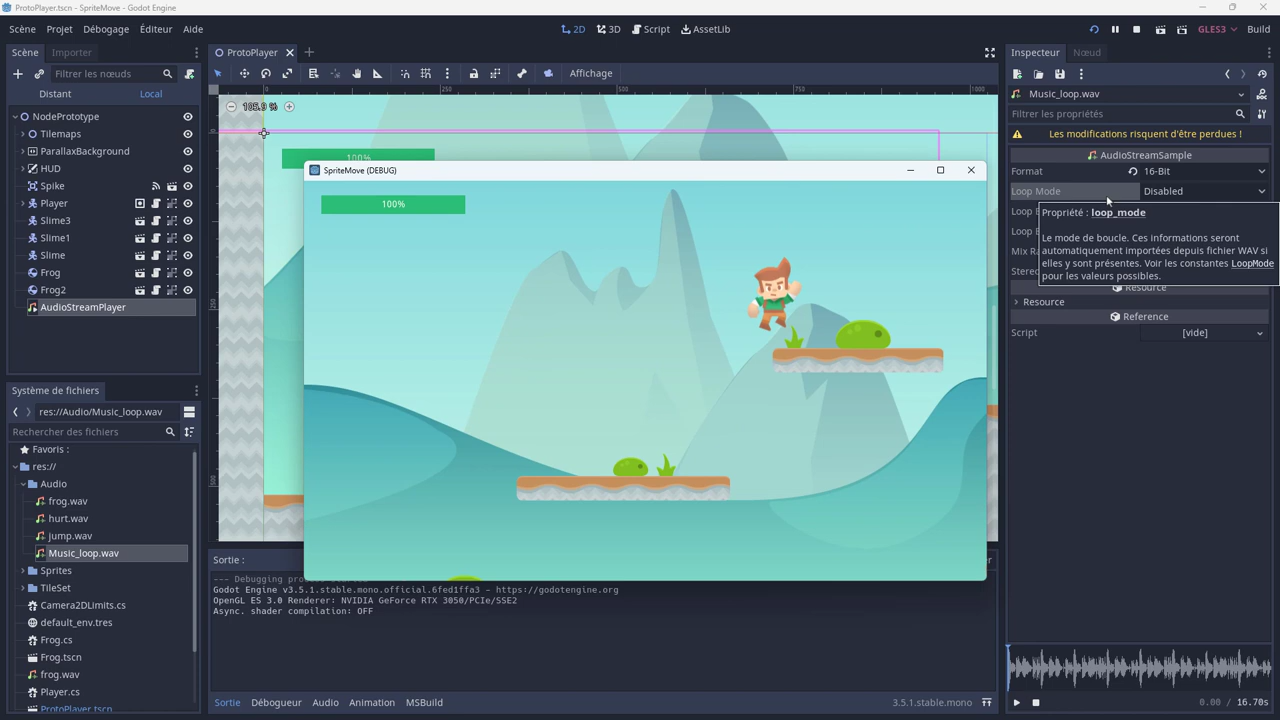 ProtoPlayer.tscn - SpriteMove - Godot Engine
Scène Projet Débogage Éditeur Aide
2D 3D Script AssetLib
GLES3 Build
Scène Importer
Filtrer les nœuds
Distant Local
NodePrototype
Tilemaps
ParallaxBackground
HUD
Spike
Player
Slime3
Slime1
Slime
Frog
Frog2
AudioStreamPlayer
Système de fichiers
res://Audio/Music_loop.wav
Rechercher des fichiers
Favoris :
res://
Audio
frog.wav
hurt.wav
jump.wav
Music_loop.wav
Sprites
TileSet
Camera2DLimits.cs
default_env.tres
Frog.cs
Frog.tscn
frog.wav
Player.cs
ProtoPlayer.tscn
ProtoPlayer
Affichage
0 250 500 750 1000
105.9 %
100%
SpriteMove (DEBUG)
100%
Sortie :
Godot Engine v3.5.1.stable.mono.official.6fed1ffa3 - https://godotengine.org
OpenGL ES 3.0 Renderer: NVIDIA GeForce RTX 3050/PCIe/SSE2
Async. shader compilation: OFF
Sortie Débogueur Audio Animation MSBuild
3.5.1.stable.mono
Inspecteur Nœud
Music_loop.wav
Filtrer les propriétés
Les modifications risquent d'être perdues !
AudioStreamSample
Format 16-Bit
Loop Mode Disabled
Propriété : loop_mode
Le mode de boucle. Ces informations seront
automatiquement importées depuis fichier WAV si
elles y sont présentes. Voir les constantes LoopMode
pour les valeurs possibles.
Resource
Resource
Reference
Script [vide]
0.00 / 16.70s